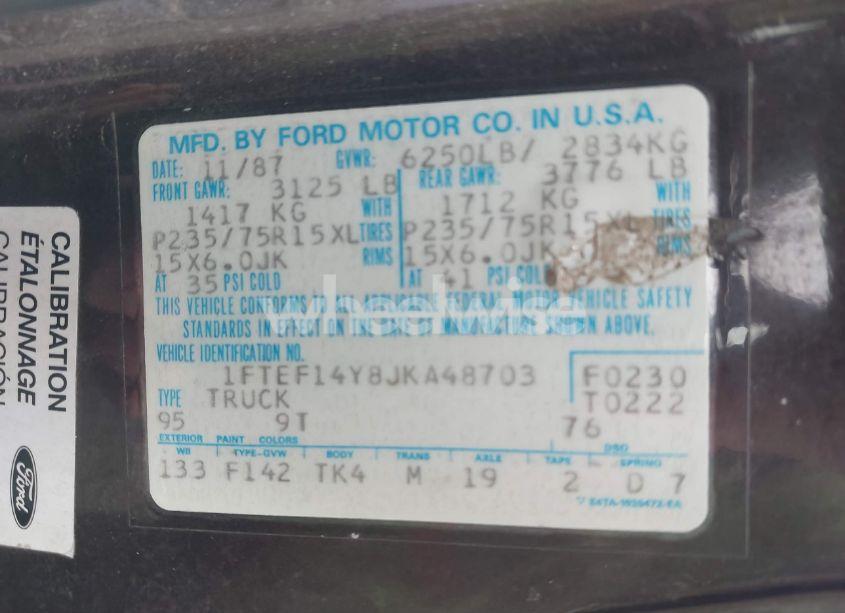 MFD. BY FORD MOTOR CO. IN U.S.A.
DATE: 11/87 GVWR: 6250LB/ 2834KG
FRONT GAWR: 3125 LB REAR GAWR: 3776 LB
1417 KG WITH 1712 KG WITH
P235/75R15XL TIRES P235/75R15XL TIRES
15X6.0JK RIMS 15X6.0JK RIMS
AT 35 PSI COLD AT 41 PSI COLD
THIS VEHICLE CONFORMS TO ALL APPLICABLE FEDERAL MOTOR VEHICLE SAFETY
STANDARDS IN EFFECT ON THE DATE OF MANUFACTURE SHOWN ABOVE.
VEHICLE IDENTIFICATION NO.
1FTEF14Y8JKA48703 F0230
TYPE TRUCK T0222
95 9T 76
EXTERIOR PAINT COLORS DSO
WB TYPE-GVW BODY TRANS AXLE TAPE SPRING
133 F142 TK4 M 19 2 D 7
CALIBRATION
ÉTALONNAGE
CALIBRACIÓN
Ford
wheelwise